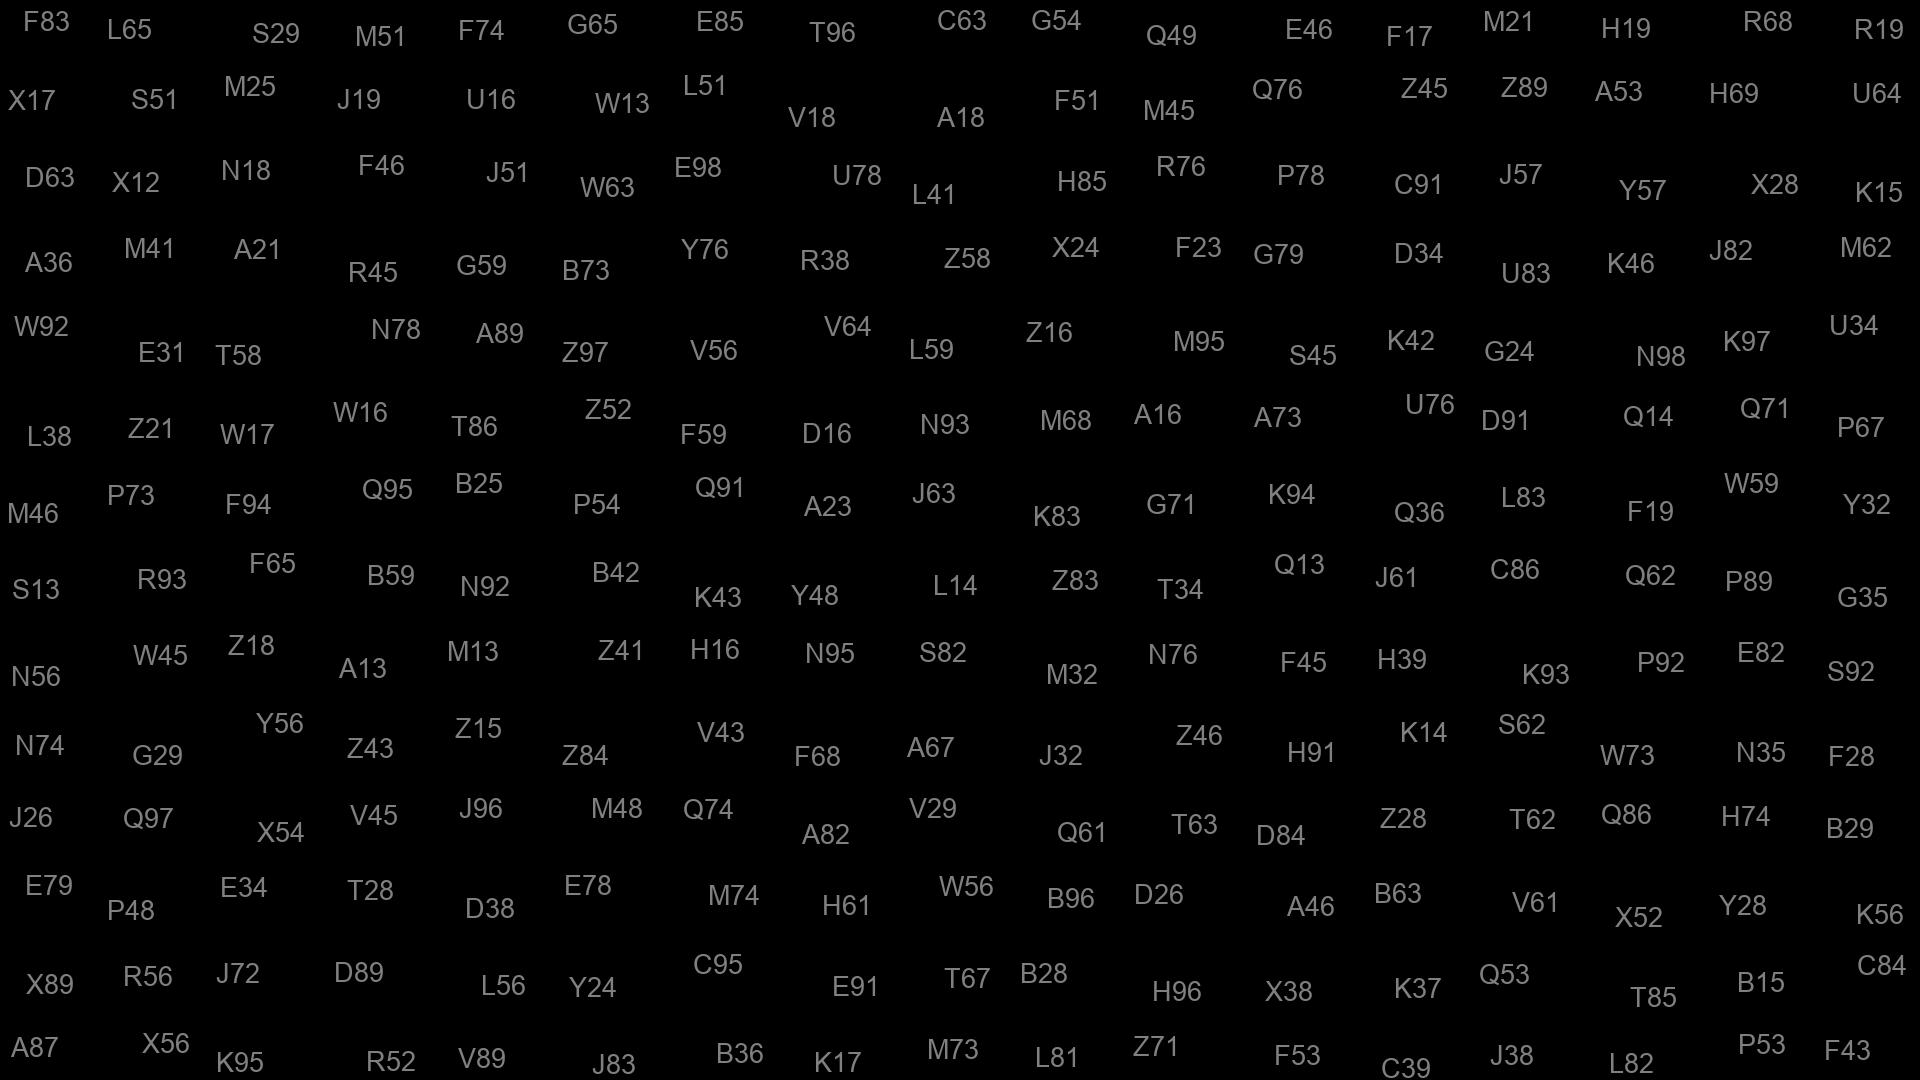 F83 L65 S29 M51 F74 G65 E85 T96 C63 G54 Q49 E46 F17 M21 H19 R68 R19
X17 S51 M25 J19 U16 W13 L51 V18 A18 F51 M45 Q76 Z45 Z89 A53 H69 U64
D63 X12 N18 F46 J51 W63 E98 U78 L41 H85 R76 P78 C91 J57 Y57 X28 K15
A36 M41 A21 R45 G59 B73 Y76 R38 Z58 X24 F23 G79 D34 U83 K46 J82 M62
W92 E31 T58 N78 A89 Z97 V56 V64 L59 Z16 M95 S45 K42 G24 N98 K97 U34
L38 Z21 W17 W16 T86 Z52 F59 D16 N93 M68 A16 A73 U76 D91 Q14 Q71 P67
M46 P73 F94 Q95 B25 P54 Q91 A23 J63 K83 G71 K94 Q36 L83 F19 W59 Y32
S13 R93 F65 B59 N92 B42 K43 Y48 L14 Z83 T34 Q13 J61 C86 Q62 P89 G35
N56 W45 Z18 A13 M13 Z41 H16 N95 S82 M32 N76 F45 H39 K93 P92 E82 S92
N74 G29 Y56 Z43 Z15 Z84 V43 F68 A67 J32 Z46 H91 K14 S62 W73 N35 F28
J26 Q97 X54 V45 J96 M48 Q74 A82 V29 Q61 T63 D84 Z28 T62 Q86 H74 B29
E79 P48 E34 T28 D38 E78 M74 H61 W56 B96 D26 A46 B63 V61 X52 Y28 K56
X89 R56 J72 D89 L56 Y24 C95 E91 T67 B28 H96 X38 K37 Q53 T85 B15 C84
A87 X56 K95 R52 V89 J83 B36 K17 M73 L81 Z71 F53 C39 J38 L82 P53 F43